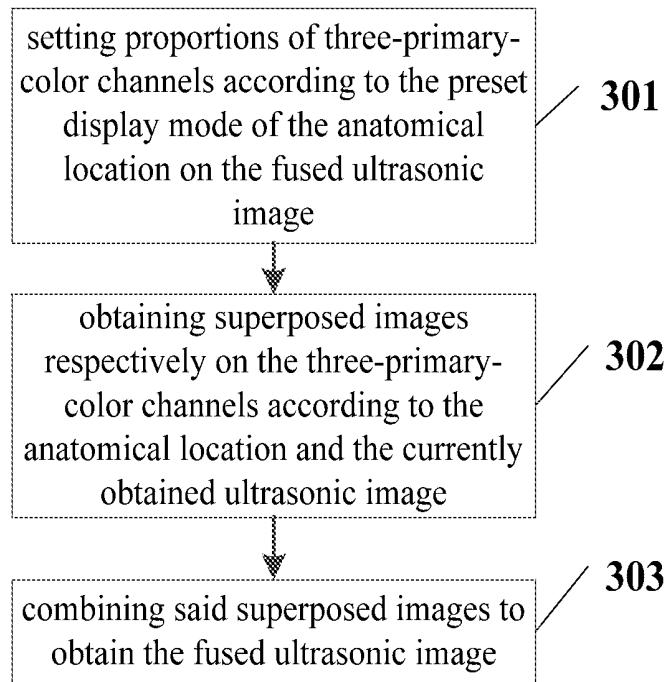 setting proportions of three-primary-
color channels according to the preset
display mode of the anatomical
location on the fused ultrasonic
image
301
obtaining superposed images
respectively on the three-primary-
color channels according to the
anatomical location and the currently
obtained ultrasonic image
302
combining said superposed images to
obtain the fused ultrasonic image
303